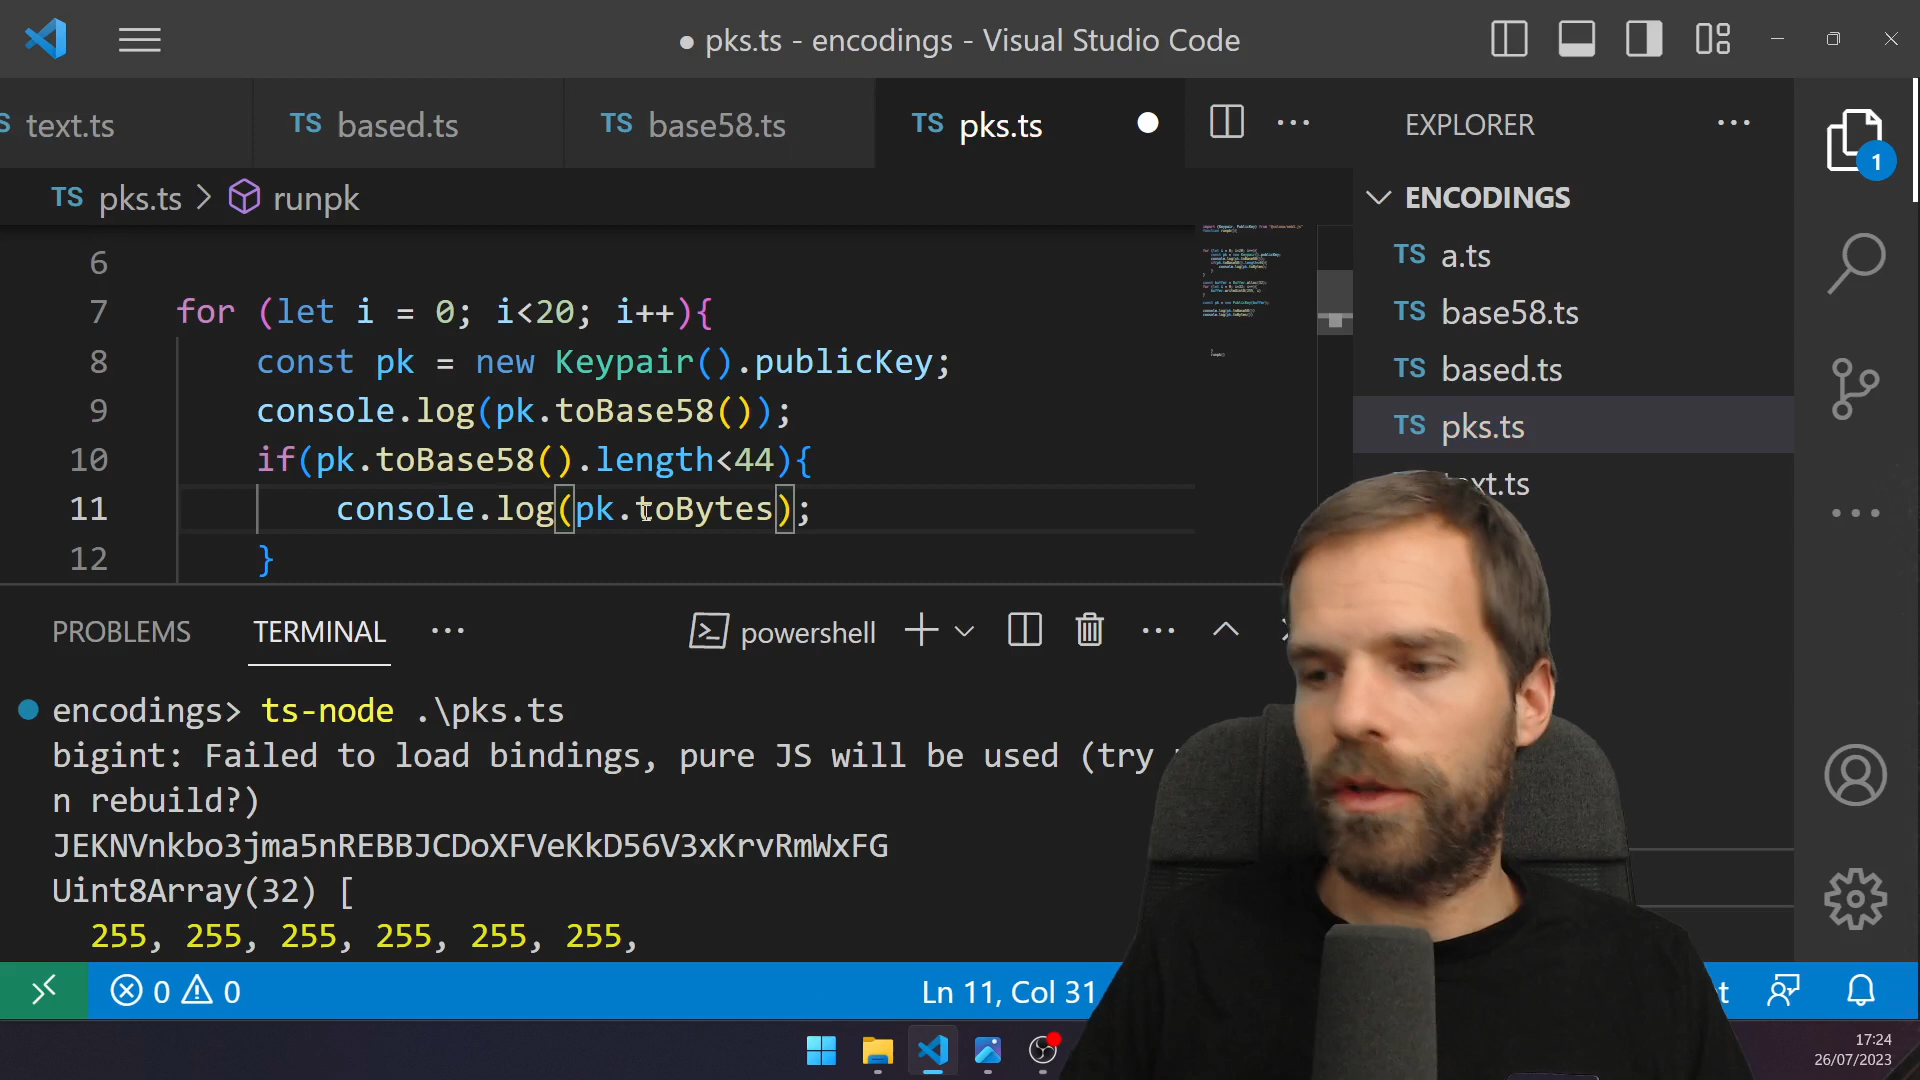 ● pks.ts - encodings - Visual Studio Code
text.ts
TS based.ts
TS base58.ts
TS pks.ts
EXPLORER
TS pks.ts > runpk
ENCODINGS
1
TS a.ts
TS base58.ts
TS based.ts
TS pks.ts
ext.ts
6
7 for (let i = 0; i<20; i++){
8 const pk = new Keypair().publicKey;
9 console.log(pk.toBase58());
10 if(pk.toBase58().length<44){
11 console.log(pk.toBytes);
12 }
PROBLEMS
TERMINAL
powershell
encodings> ts-node .\pks.ts
bigint: Failed to load bindings, pure JS will be used (try
n rebuild?)
JEKNVnkbo3jma5nREBBJCDoXFVeKkD56V3xKrvRmWxFG
Uint8Array(32) [
255, 255, 255, 255, 255, 255,
0 0
Ln 11, Col 31
t
17:24
26/07/2023